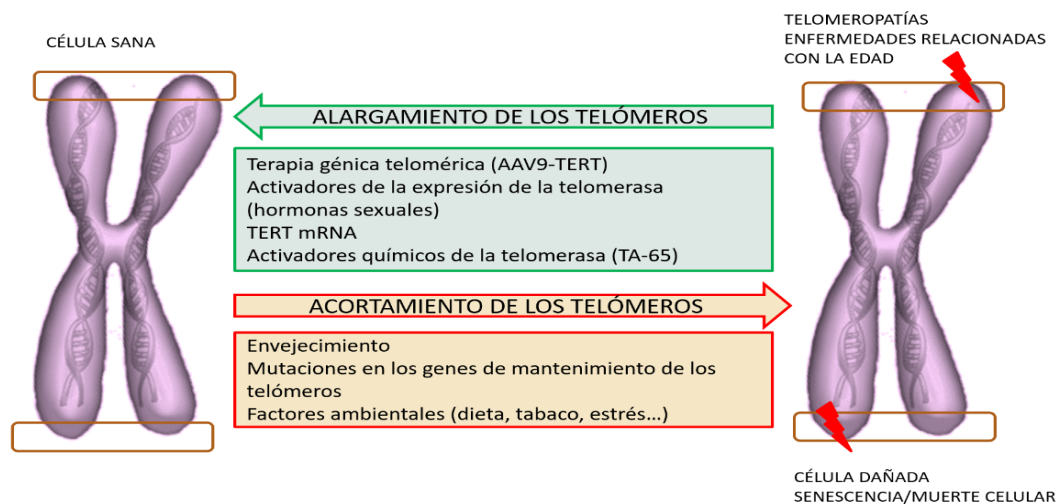 CÉLULA SANA
TELOMEROPATÍAS
ENFERMEDADES RELACIONADAS
CON LA EDAD
ALARGAMIENTO DE LOS TELÓMEROS
Terapia génica telomérica (AAV9-TERT)
Activadores de la expresión de la telomerasa
(hormonas sexuales)
TERT mRNA
Activadores químicos de la telomerasa (TA-65)
ACORTAMIENTO DE LOS TELÓMEROS
Envejecimiento
Mutaciones en los genes de mantenimiento de los
telómeros
Factores ambientales (dieta, tabaco, estrés...)
CÉLULA DAÑADA
SENESCENCIA/MUERTE CELULAR